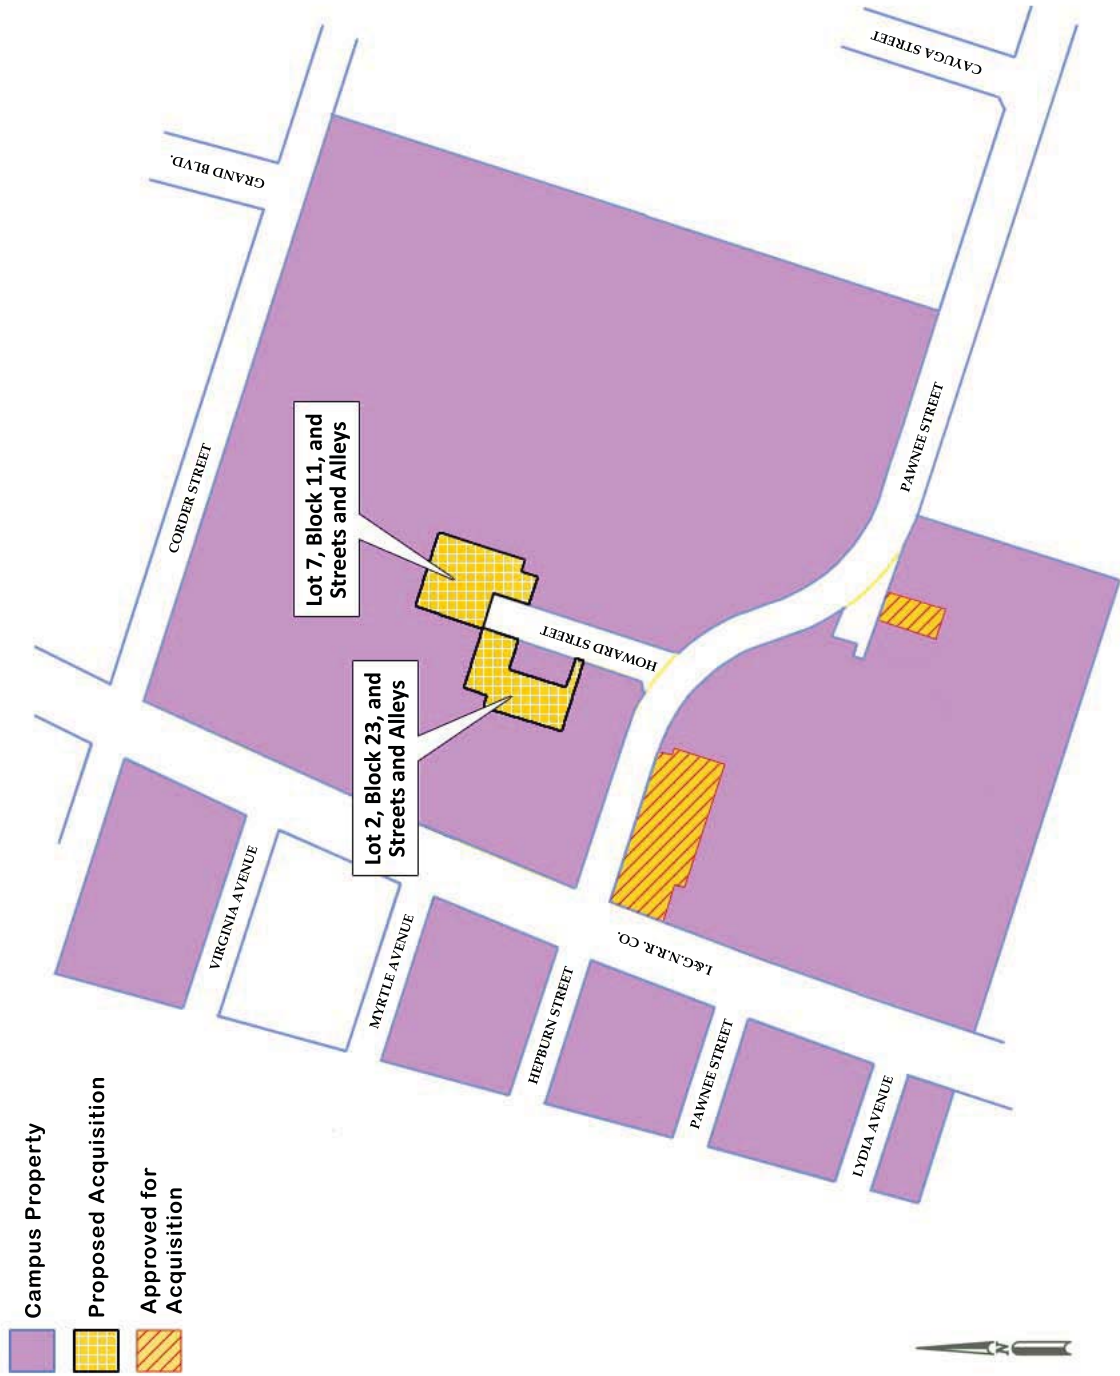 Campus Property
Proposed Acquisition
Approved for
Acquisition
CORDER STREET
GRAND BLVD.
CAYUGA STREET
Lot 7, Block 11, and
Streets and Alleys
Lot 2, Block 23, and
Streets and Alleys
HOWARD STREET
PAWNEE STREET
VIRGINIA AVENUE
MYRTLE AVENUE
HEPBURN STREET
I.&G.N.R.R. CO.
PAWNEE STREET
LYDIA AVENUE
N